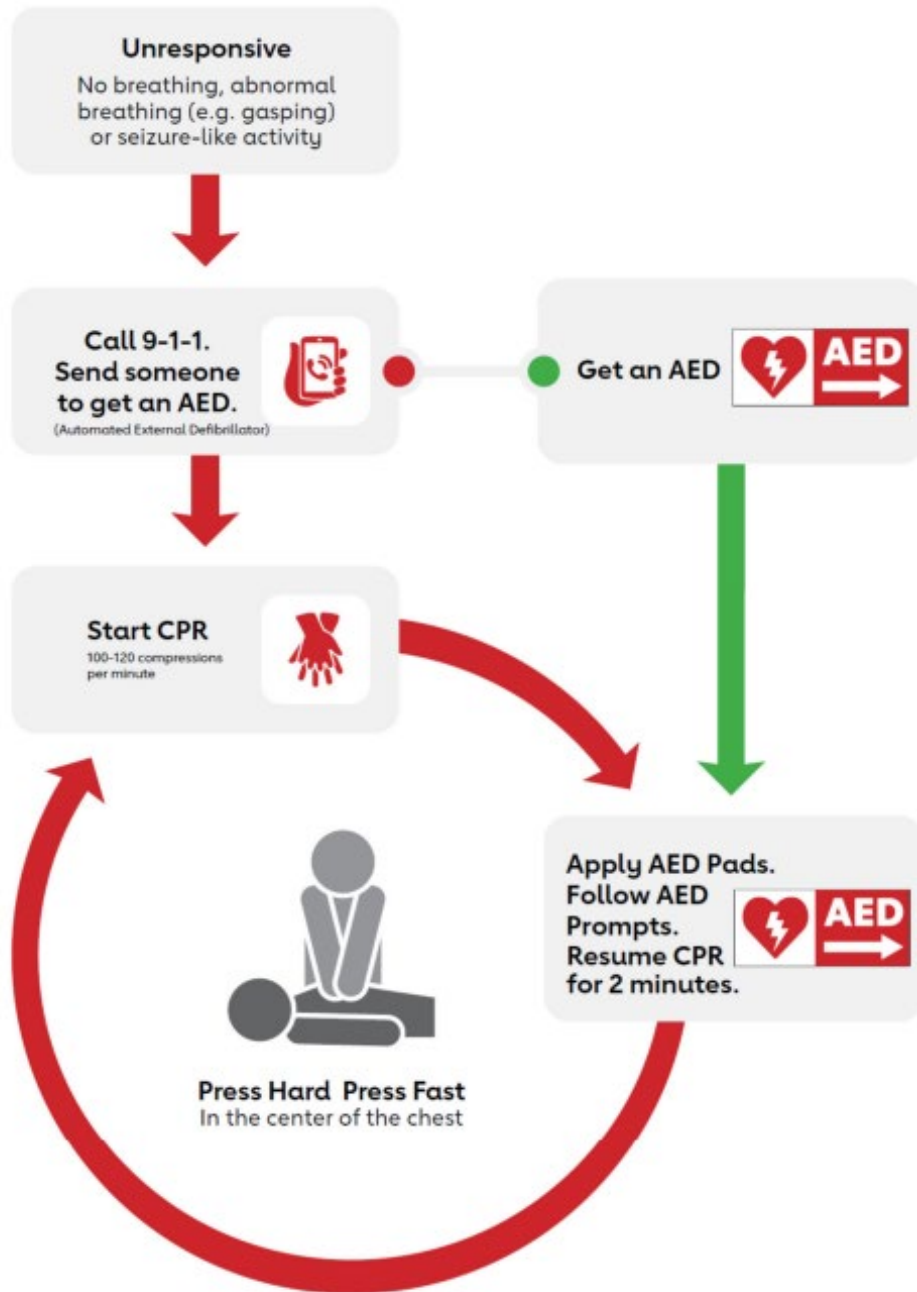 Unresponsive
No breathing, abnormal
breathing (e.g. gasping)
or seizure-like activity
Call 9-1-1.
Send someone
to get an AED.
(Automated External Defibrillator)
Get an AED
AED
Start CPR
100-120 compressions
per minute
Apply AED Pads.
Follow AED
Prompts.
Resume CPR
for 2 minutes.
AED
Press Hard Press Fast
In the center of the chest